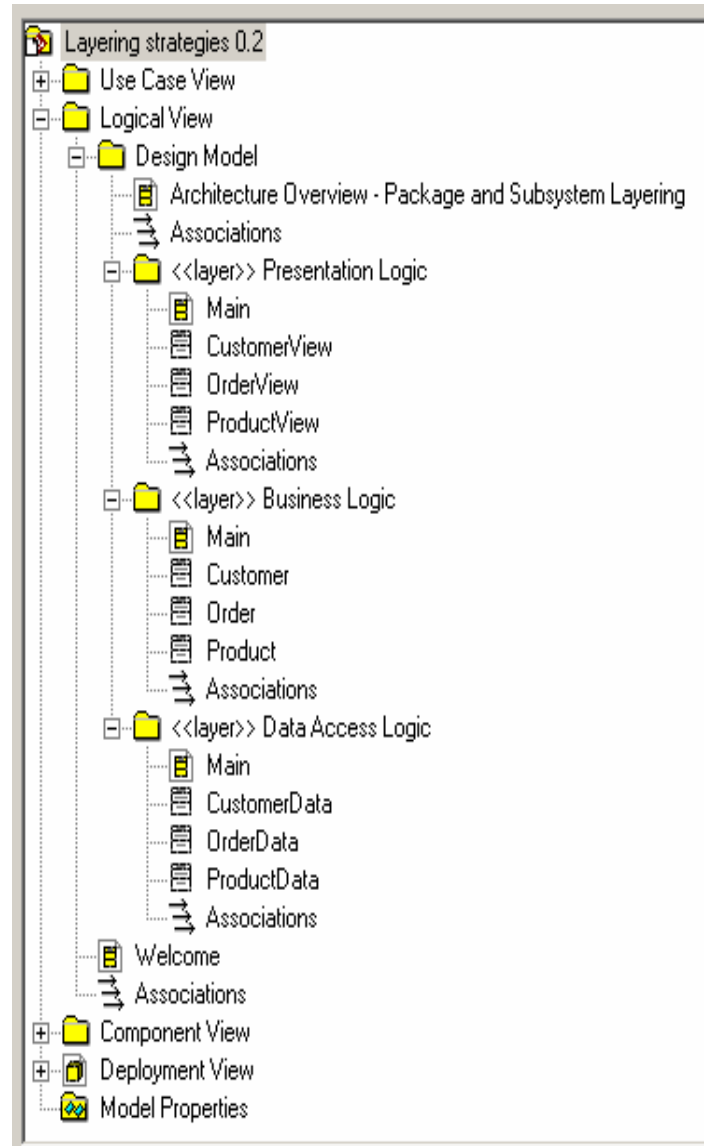 Layering strategies 0.2
Use Case View
Logical View
Design Model
Architecture Overview - Package and Subsystem Layering
Associations
<<layer>> Presentation Logic
Main
CustomerView
OrderView
ProductView
Associations
<<layer>> Business Logic
Main
Customer
Order
Product
Associations
<<layer>> Data Access Logic
Main
CustomerData
OrderData
ProductData
Associations
Welcome
Associations
Component View
Deployment View
Model Properties